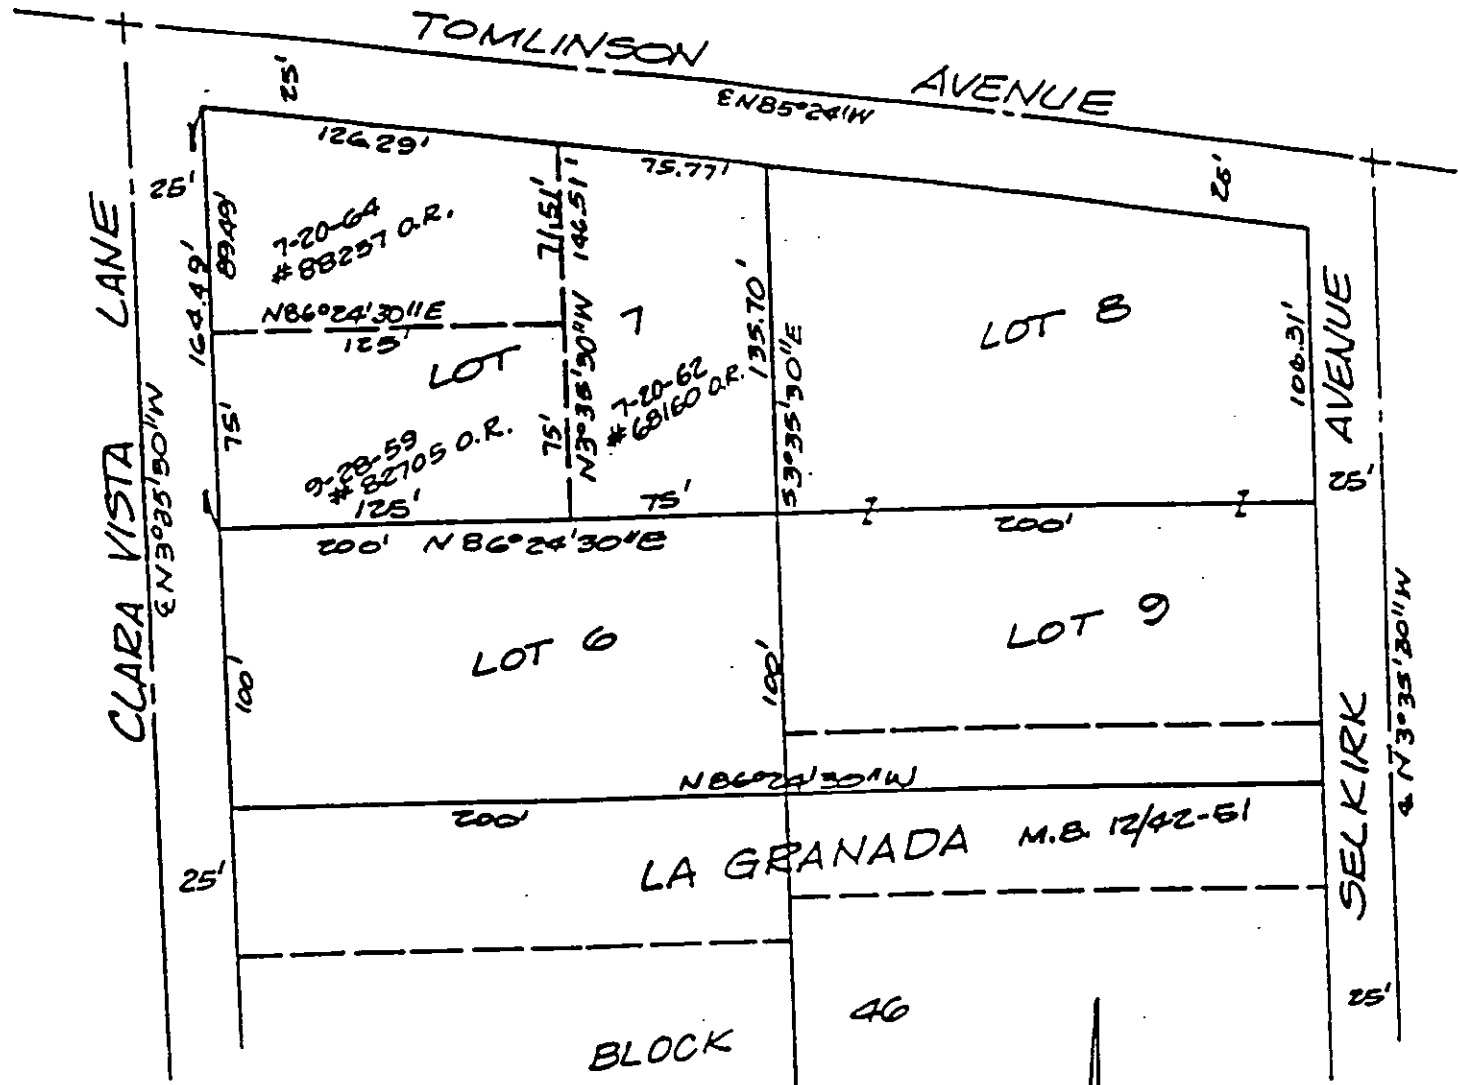 TOMLINSON AVENUE
25'
℄N85°24'W
126.29'
75.77'
25'
25'
7-20-64
#88257 O.R.
89.49'
164.49'
71.51'
146.51'
N86°24'30"E
125'
LOT 7
7-20-62
#68160 O.R.
135.70'
S3°35'30"E
LOT 8
106.31'
CLARA VISTA LANE
℄N3°35'30"W
75'
9-28-59
#82705 O.R.
125'
75'
N3°35'30"W
75'
200' N86°24'30"E
200'
25'
SELKIRK AVENUE
℄N3°35'30"W
LOT 6
LOT 9
100'
100'
N86°24'30"W
200'
LA GRANADA M.B. 12/42-51
25'
25'
BLOCK 46